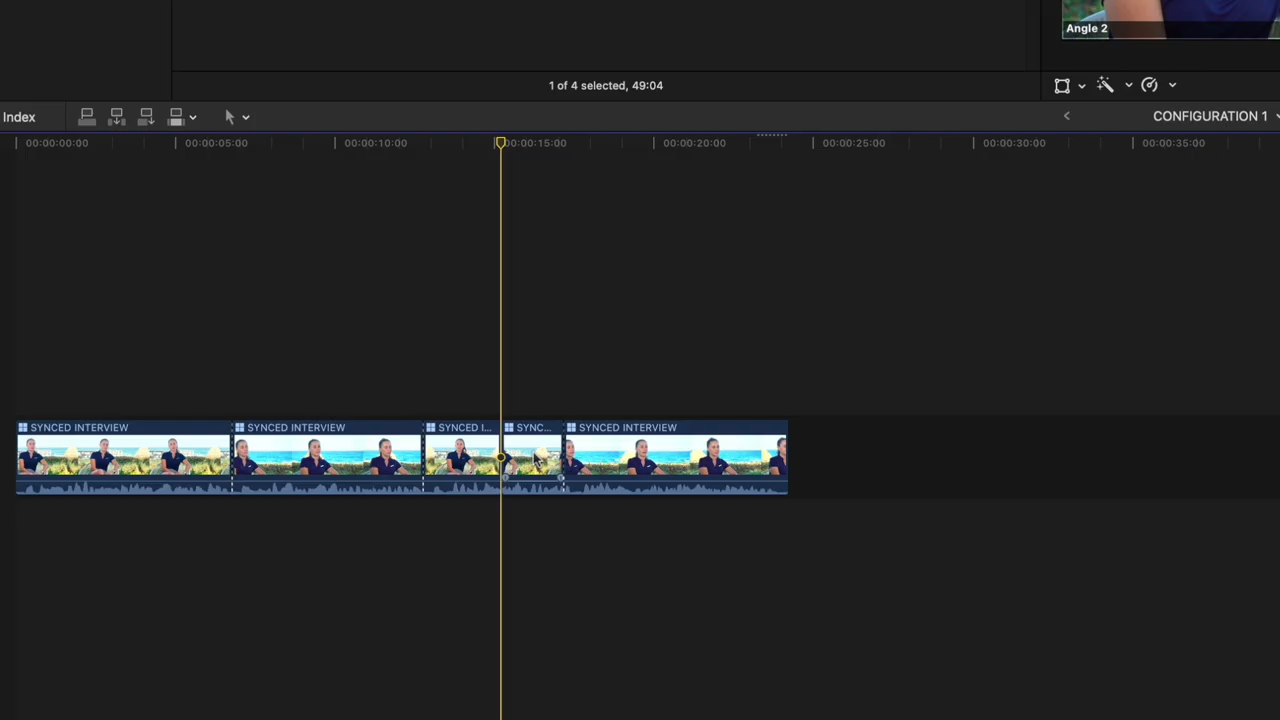 Angle 2
1 of 4 selected, 49:04
Index
CONFIGURATION 1
00:00:00:00 00:00:05:00 00:00:10:00 00:00:15:00 00:00:20:00 00:00:25:00 00:00:30:00 00:00:35:00
SYNCED INTERVIEW SYNCED INTERVIEW SYNCED I... SYNC... SYNCED INTERVIEW